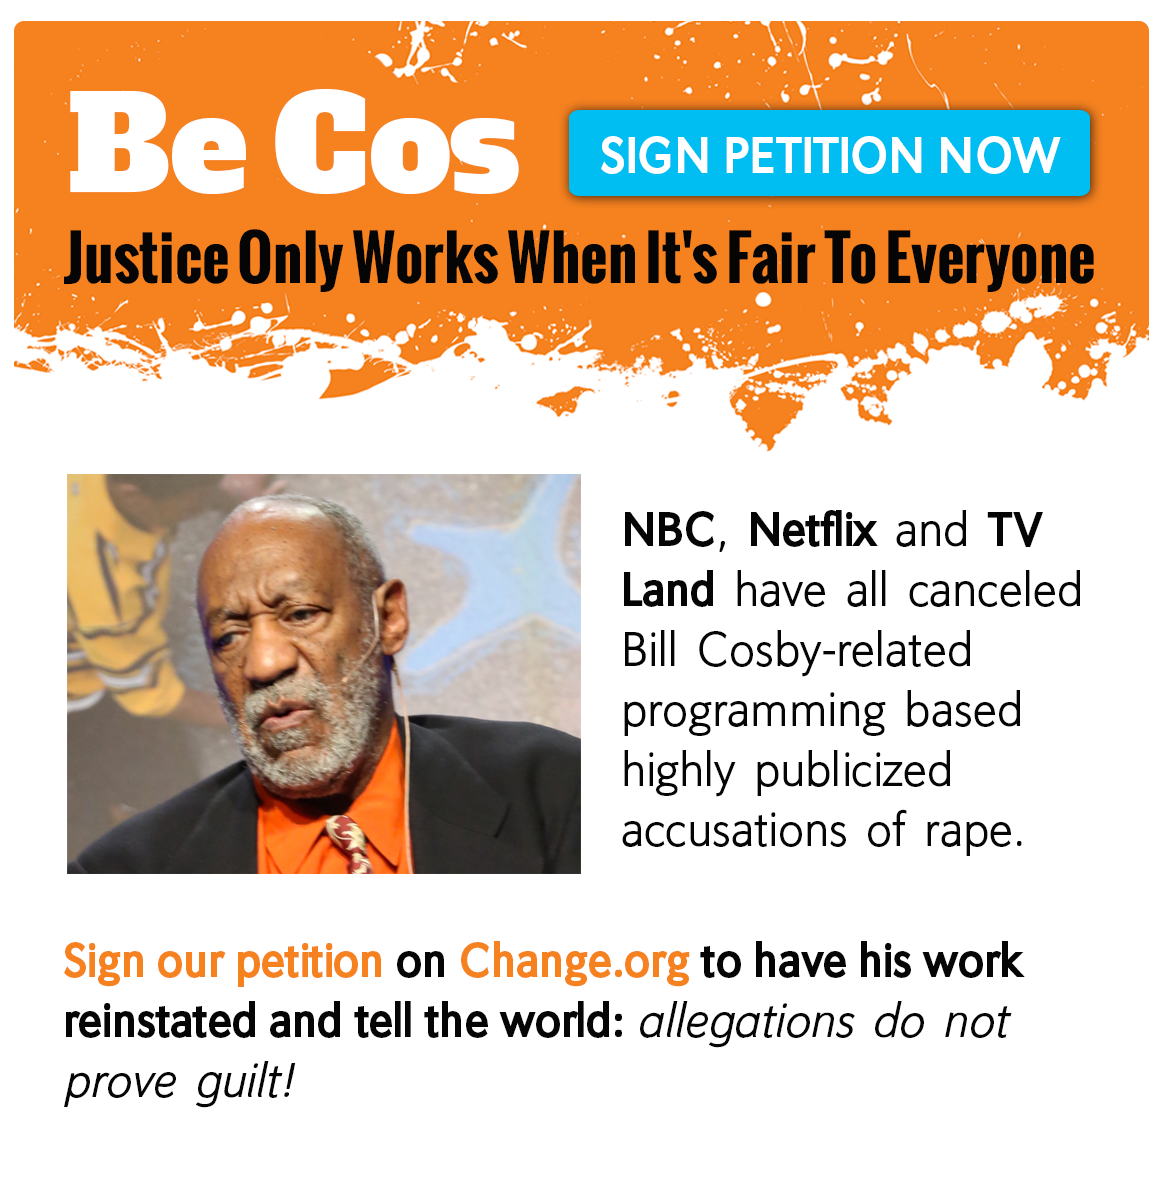 Be Cos
SIGN PETITION NOW
Justice Only Works When It's Fair To Everyone
NBC, Netflix and TV
Land have all canceled
Bill Cosby-related
programming based
highly publicized
accusations of rape.
Sign our petition on Change.org to have his work
reinstated and tell the world: allegations do not
prove guilt!